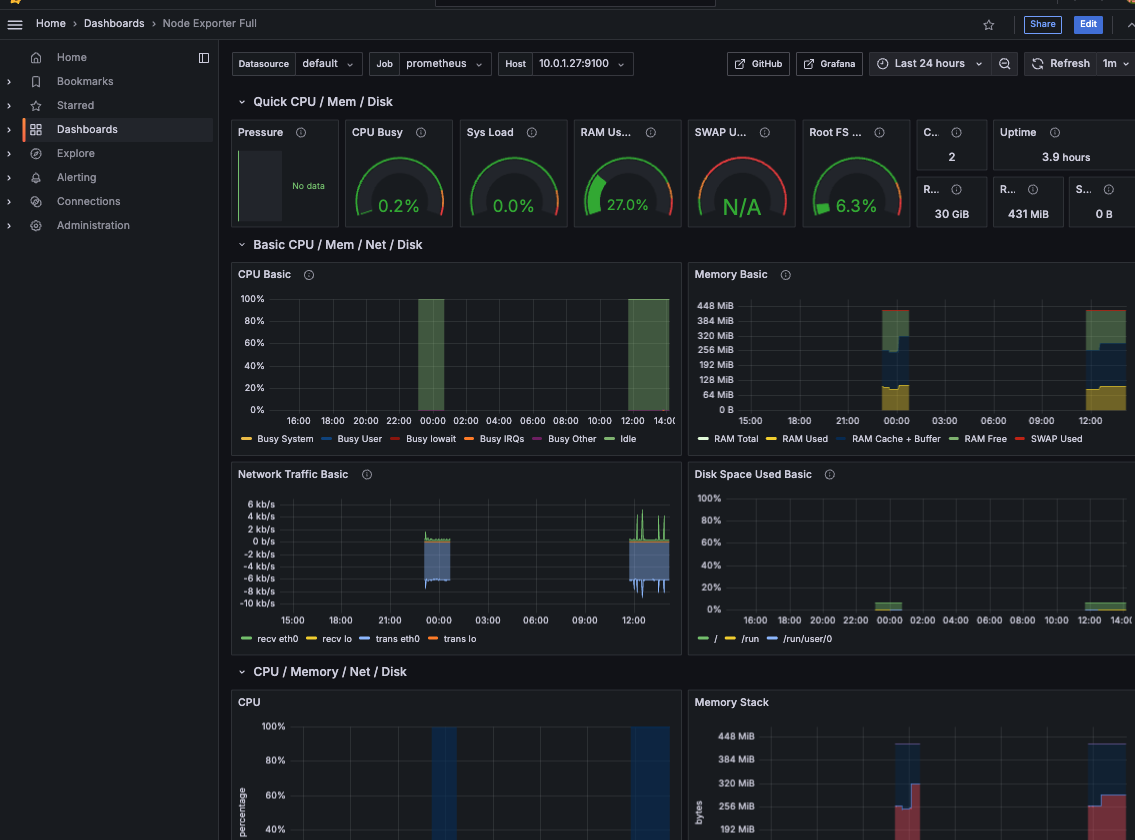 Home › Dashboards › Node Exporter Full
Share
Edit
Home
Bookmarks
Starred
Dashboards
Explore
Alerting
Connections
Administration
Datasource default
Job prometheus
Host 10.0.1.27:9100
GitHub
Grafana
Last 24 hours
Refresh 1m
Quick CPU / Mem / Disk
Pressure
No data
CPU Busy
0.2%
Sys Load
0.0%
RAM Us...
27.0%
SWAP U...
N/A
Root FS ...
6.3%
C...
2
Uptime
3.9 hours
R...
30 GiB
R...
431 MiB
S...
0 B
Basic CPU / Mem / Net / Disk
CPU Basic
100%
80%
60%
40%
20%
0%
16:00 18:00 20:00 22:00 00:00 02:00 04:00 06:00 08:00 10:00 12:00 14:00
Busy System Busy User Busy Iowait Busy IRQs Busy Other Idle
Memory Basic
448 MiB
384 MiB
320 MiB
256 MiB
192 MiB
128 MiB
64 MiB
0 B
15:00 18:00 21:00 00:00 03:00 06:00 09:00 12:00
RAM Total RAM Used RAM Cache + Buffer RAM Free SWAP Used
Network Traffic Basic
6 kb/s
4 kb/s
2 kb/s
0 b/s
-2 kb/s
-4 kb/s
-6 kb/s
-8 kb/s
-10 kb/s
15:00 18:00 21:00 00:00 03:00 06:00 09:00 12:00
recv eth0 recv lo trans eth0 trans lo
Disk Space Used Basic
100%
80%
60%
40%
20%
0%
16:00 18:00 20:00 22:00 00:00 02:00 04:00 06:00 08:00 10:00 12:00 14:00
/ /run /run/user/0
CPU / Memory / Net / Disk
CPU
100%
80%
60%
40%
percentage
Memory Stack
448 MiB
384 MiB
320 MiB
256 MiB
192 MiB
bytes